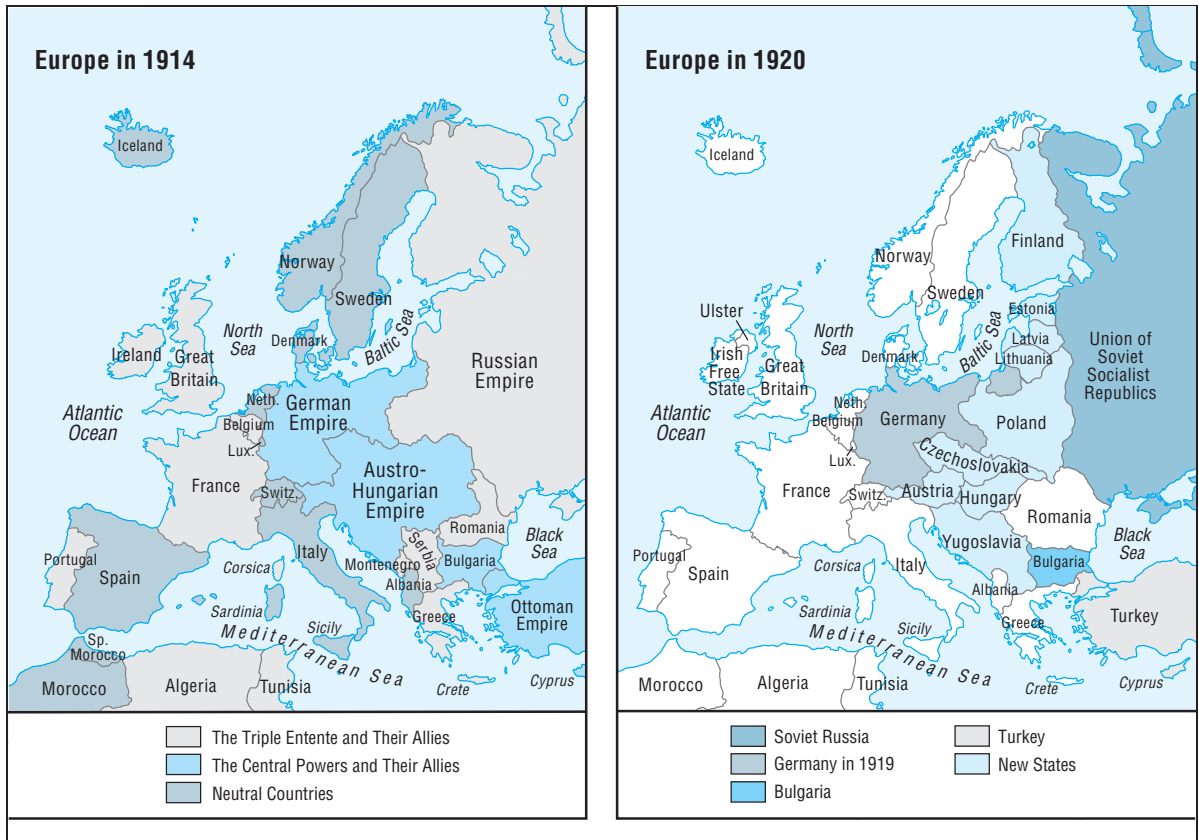 Europe in 1914
Iceland
Norway
Sweden
North
Sea
Denmark
Baltic Sea
Ireland
Great
Britain
Russian
Empire
Atlantic
Ocean
Neth.
German
Empire
Belgium
Lux.
Austro-
Hungarian
Empire
France
Switz.
Romania
Black
Sea
Portugal
Spain
Corsica
Italy
Serbia
Montenegro
Bulgaria
Albania
Sardinia
Greece
Ottoman
Empire
Sicily
Mediterranean Sea
Sp.
Morocco
Morocco
Algeria
Tunisia
Crete
Cyprus
The Triple Entente and Their Allies
The Central Powers and Their Allies
Neutral Countries
Europe in 1920
Iceland
Finland
Norway
Sweden
Ulster
Estonia
North
Sea
Baltic Sea
Latvia
Lithuania
Denmark
Irish
Free
State
Great
Britain
Union of
Soviet
Socialist
Republics
Atlantic
Ocean
Neth.
Belgium
Germany
Poland
Lux.
Czechoslovakia
France
Switz.
Austria
Hungary
Romania
Black
Sea
Yugoslavia
Portugal
Spain
Corsica
Italy
Bulgaria
Albania
Sardinia
Greece
Turkey
Sicily
Mediterranean Sea
Morocco
Algeria
Tunisia
Crete
Cyprus
Soviet Russia
Germany in 1919
Bulgaria
Turkey
New States